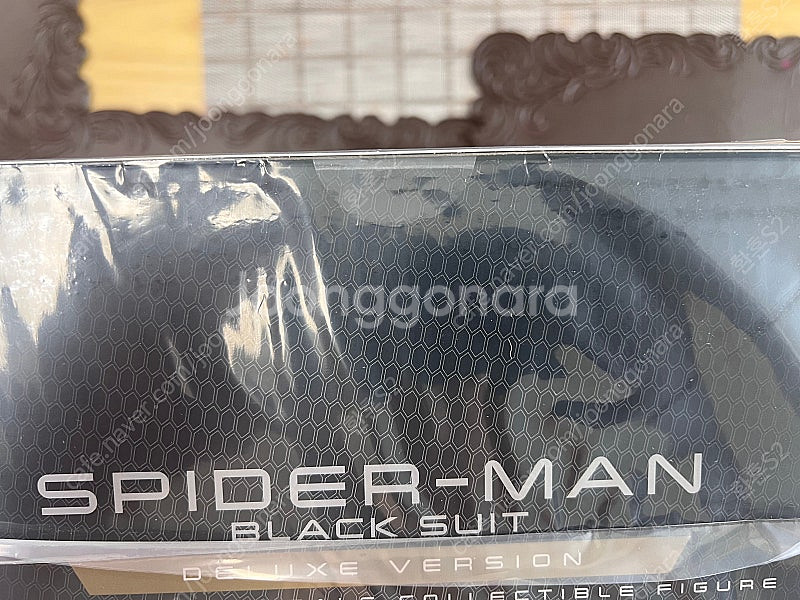 joonggonara
SPIDER-MAN
BLACK SUIT
DELUXE VERSION
COLLECTIBLE FIGURE